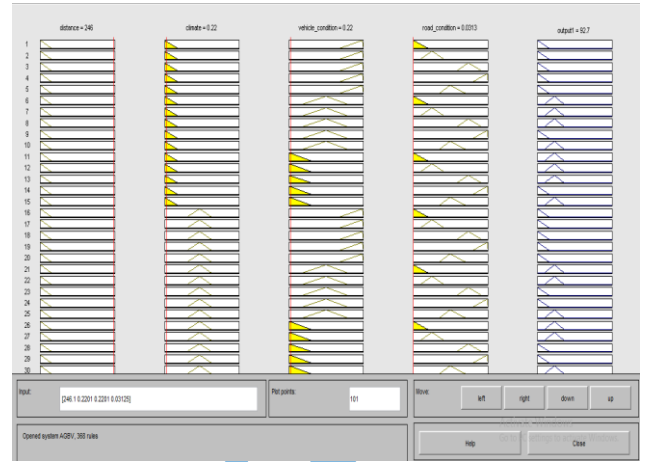 distance = 246
climate = 0.22
vehicle_condition = 0.22
road_condition = 0.0313
output1 = 92.7
1
2
3
4
5
6
7
8
9
10
11
12
13
14
15
16
17
18
19
20
21
22
23
24
25
26
27
28
29
30
Input:
[246.1 0.2201 0.2201 0.03125]
Plot points:
101
Move:
left
right
down
up
Opened system AGBV, 360 rules
Help
Close